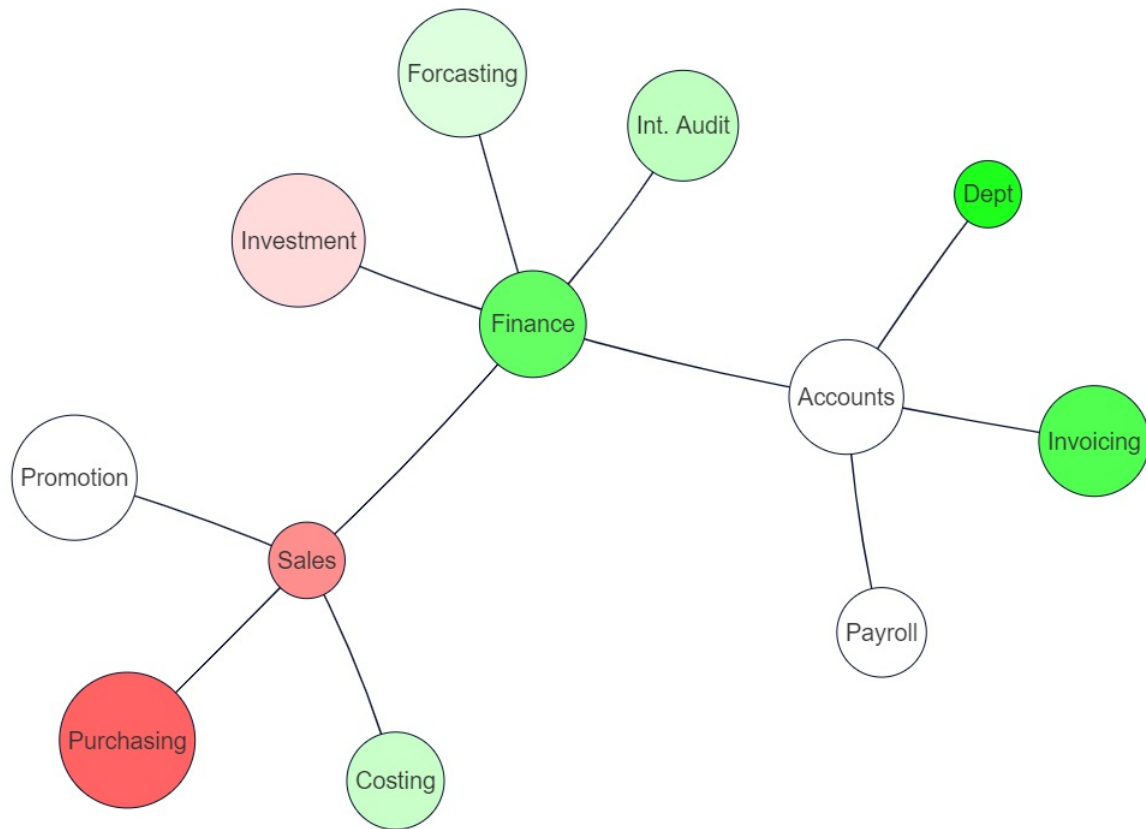 Forcasting
Int. Audit
Dept
Investment
Finance
Accounts
Invoicing
Promotion
Sales
Payroll
Purchasing
Costing